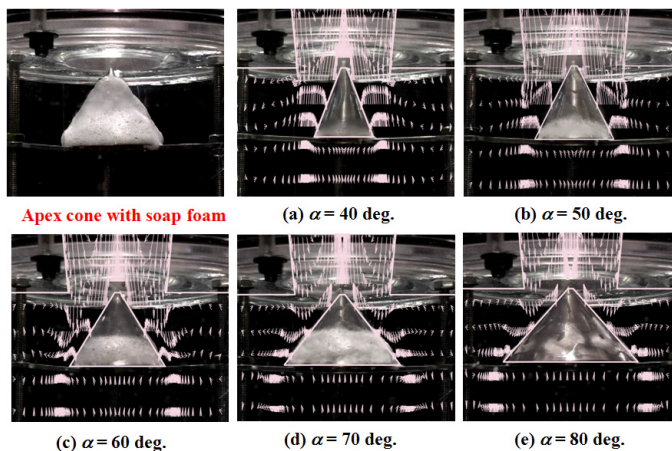 Apex cone with soap foam
(a) α = 40 deg.
(b) α = 50 deg.
(c) α = 60 deg.
(d) α = 70 deg.
(e) α = 80 deg.